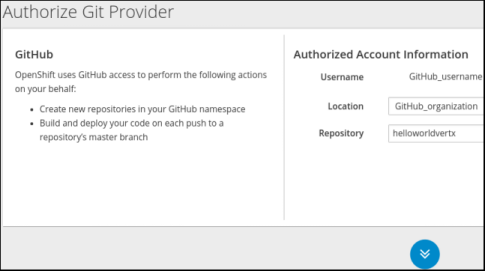 Authorize Git Provider
GitHub
OpenShift uses GitHub access to perform the following actions
on your behalf:
• Create new repositories in your GitHub namespace
• Build and deploy your code on each push to a
repository's master branch
Authorized Account Information
Username GitHub_username
Location GitHub_organization
Repository helloworldvertx